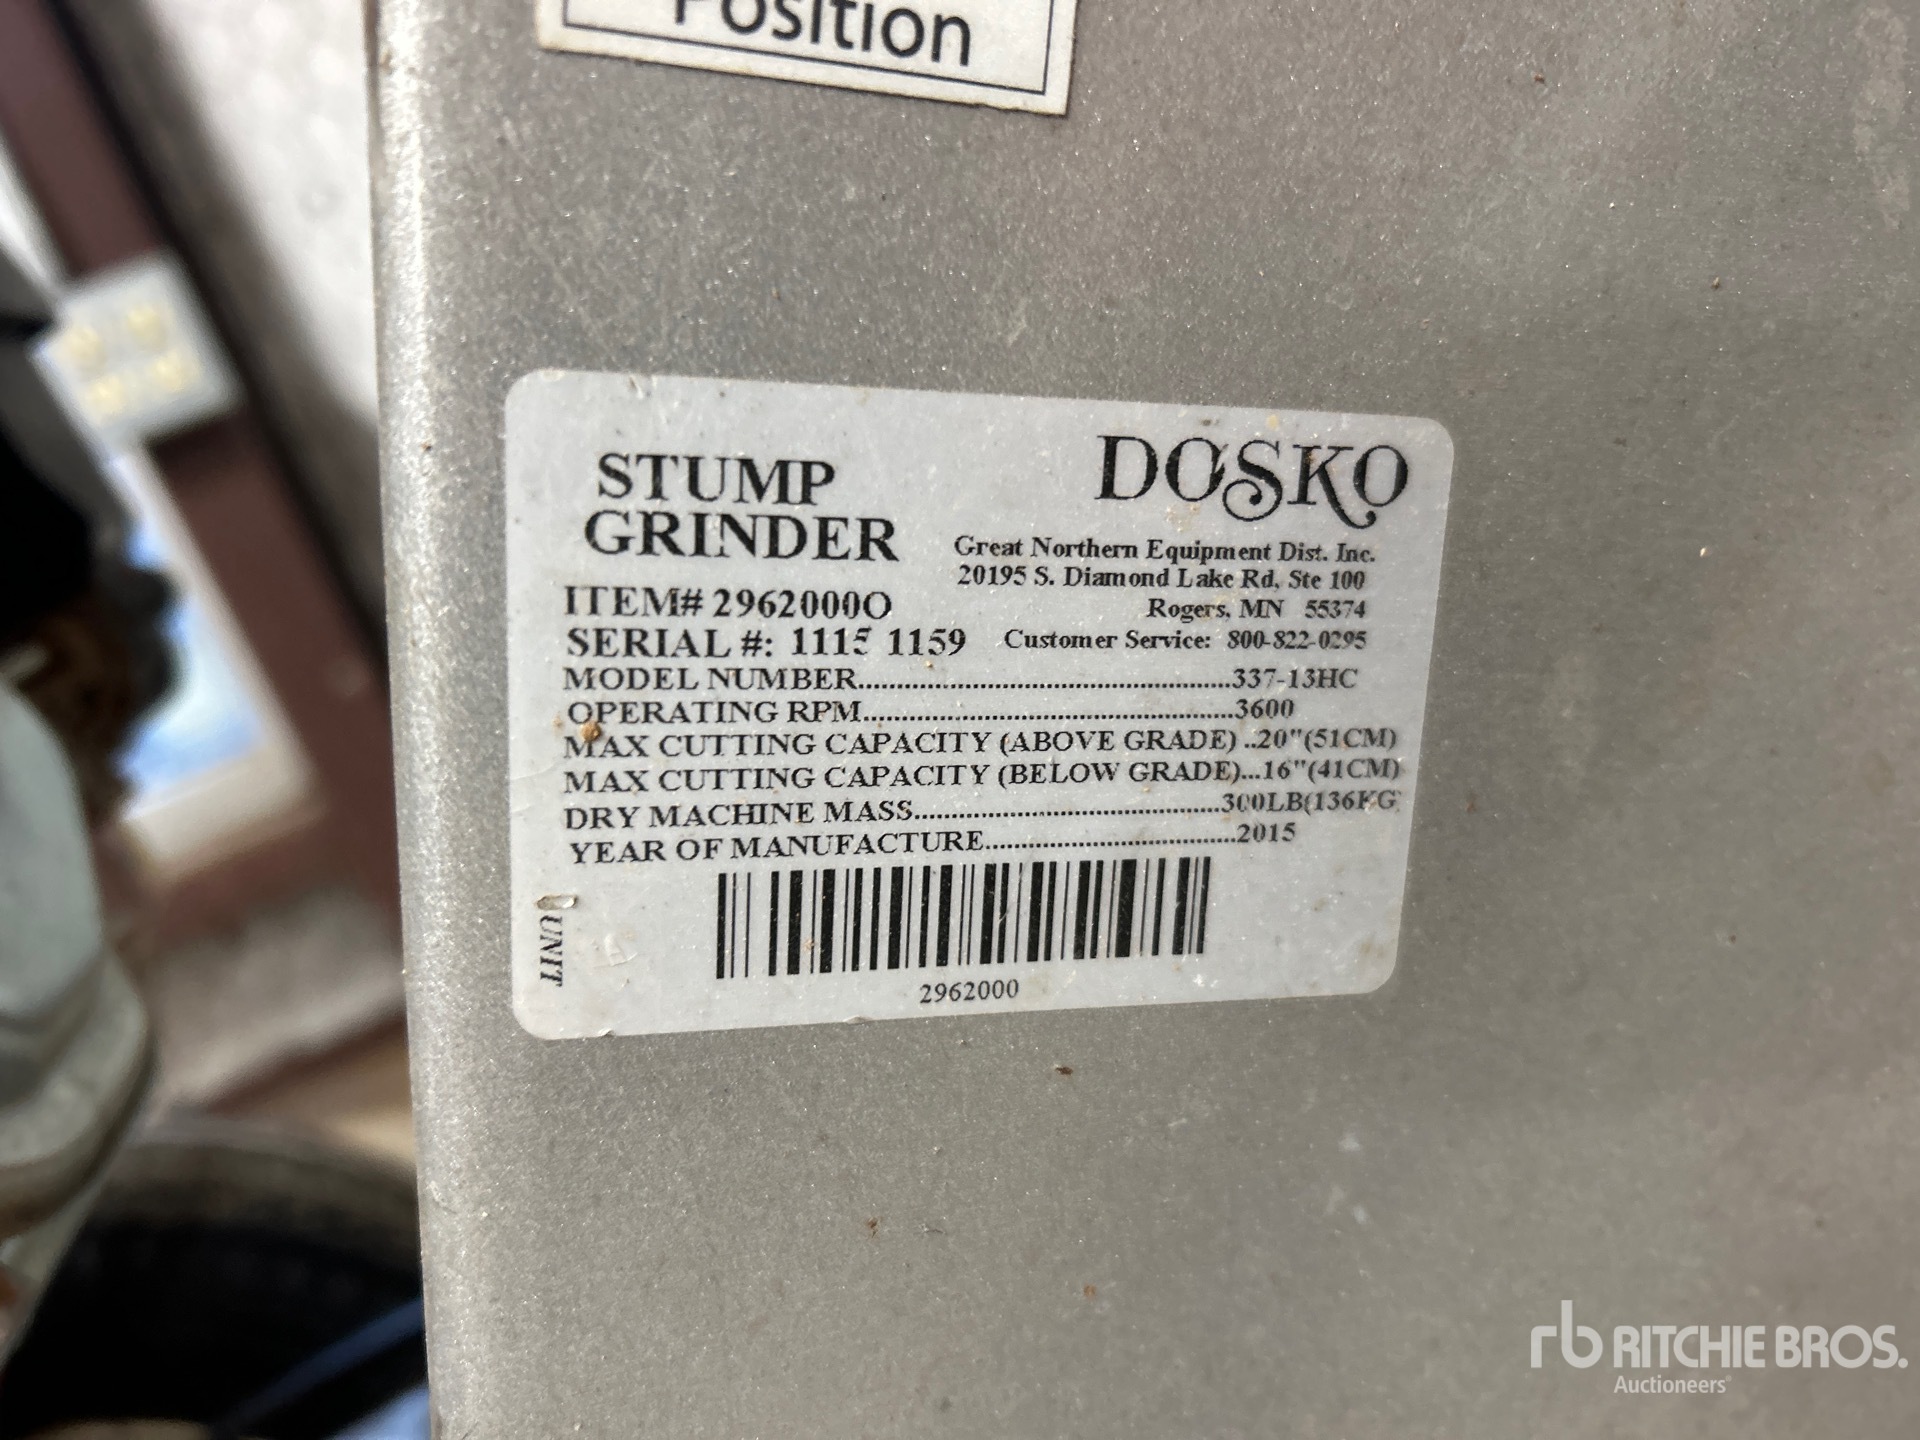 Position
STUMP
GRINDER
DOSKO
Great Northern Equipment Dist. Inc.
20195 S. Diamond Lake Rd, Ste 100
Rogers, MN 55374
Customer Service: 800-822-0295
ITEM# 2962000O
SERIAL #: 1115 1159
MODEL NUMBER..................................................337-13HC
OPERATING RPM..................................................3600
MAX CUTTING CAPACITY (ABOVE GRADE) ..20"(51CM)
MAX CUTTING CAPACITY (BELOW GRADE)...16"(41CM)
DRY MACHINE MASS..........................................300LB(136KG)
YEAR OF MANUFACTURE..................................2015
UNIT
2962000
rb RITCHIE BROS.
Auctioneers